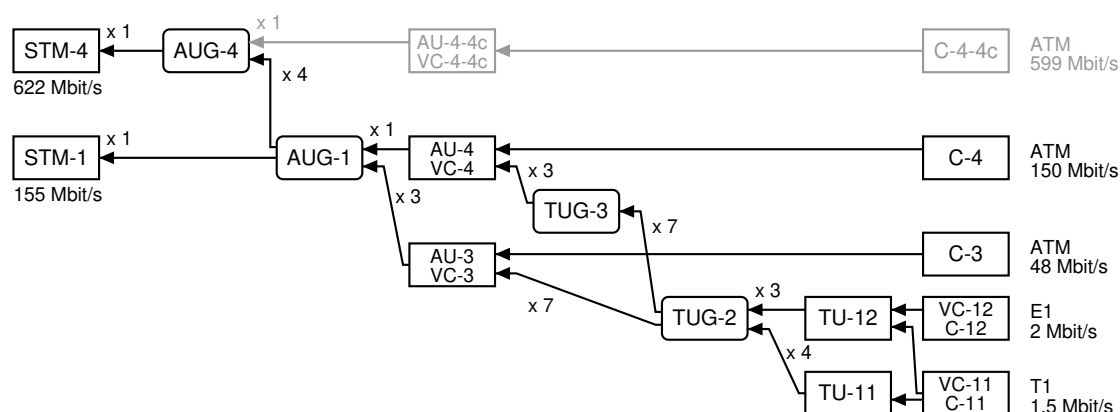 x 1
x 1
STM-4
AUG-4
AU-4-4c
VC-4-4c
C-4-4c
ATM
599 Mbit/s
622 Mbit/s
x 4
x 1
x 1
STM-1
AUG-1
AU-4
VC-4
C-4
ATM
150 Mbit/s
155 Mbit/s
x 3
x 3
TUG-3
x 7
AU-3
VC-3
C-3
ATM
48 Mbit/s
x 7
x 3
TUG-2
TU-12
VC-12
C-12
E1
2 Mbit/s
x 4
TU-11
VC-11
C-11
T1
1.5 Mbit/s